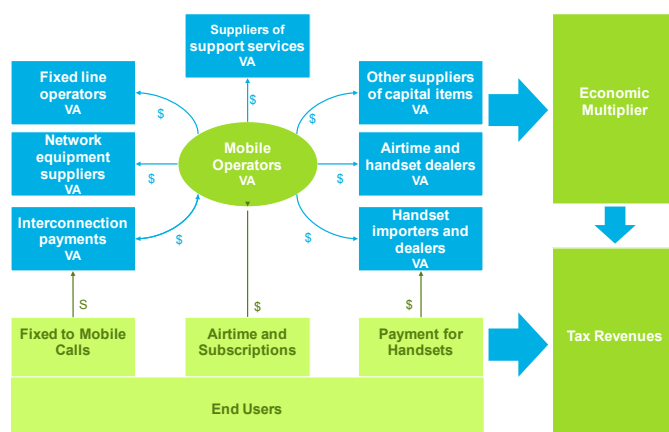 Suppliers of
support services
VA
Fixed line
operators
VA
Other suppliers
of capital items
VA
Economic
Multiplier
$
$
$
Network
equipment
suppliers
VA
Mobile
Operators
VA
Airtime and
handset dealers
VA
$
$
Interconnection
payments
VA
Handset
importers and
dealers
VA
$
$
S
$
$
Fixed to Mobile
Calls
Airtime and
Subscriptions
Payment for
Handsets
Tax Revenues
End Users